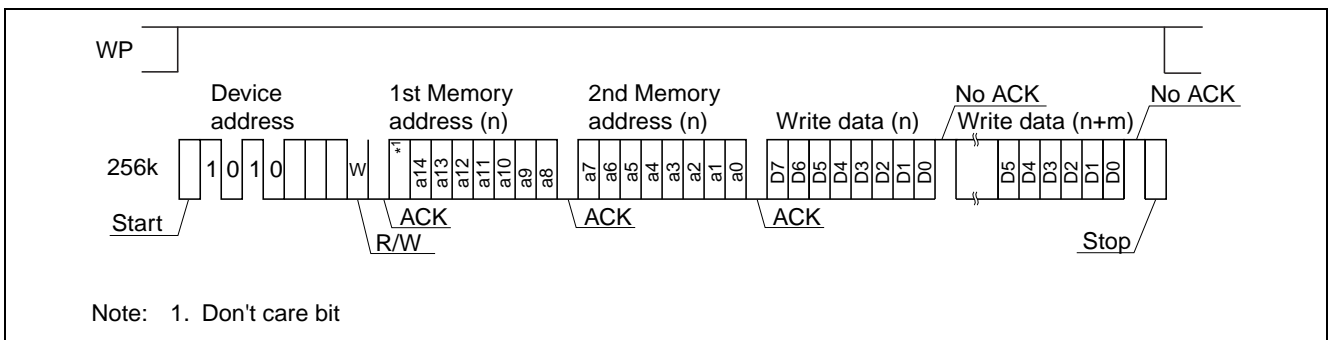 WP
Device
address
1st Memory
address (n)
2nd Memory
address (n)
Write data (n)
No ACK
Write data (n+m)
No ACK
256k
1 0 1 0
W
*1 a14 a13 a12 a11 a10 a9 a8
a7 a6 a5 a4 a3 a2 a1 a0
D7 D6 D5 D4 D3 D2 D1 D0
D5 D4 D3 D2 D1 D0
Start
R/W
ACK
ACK
ACK
Stop
Note: 1. Don't care bit